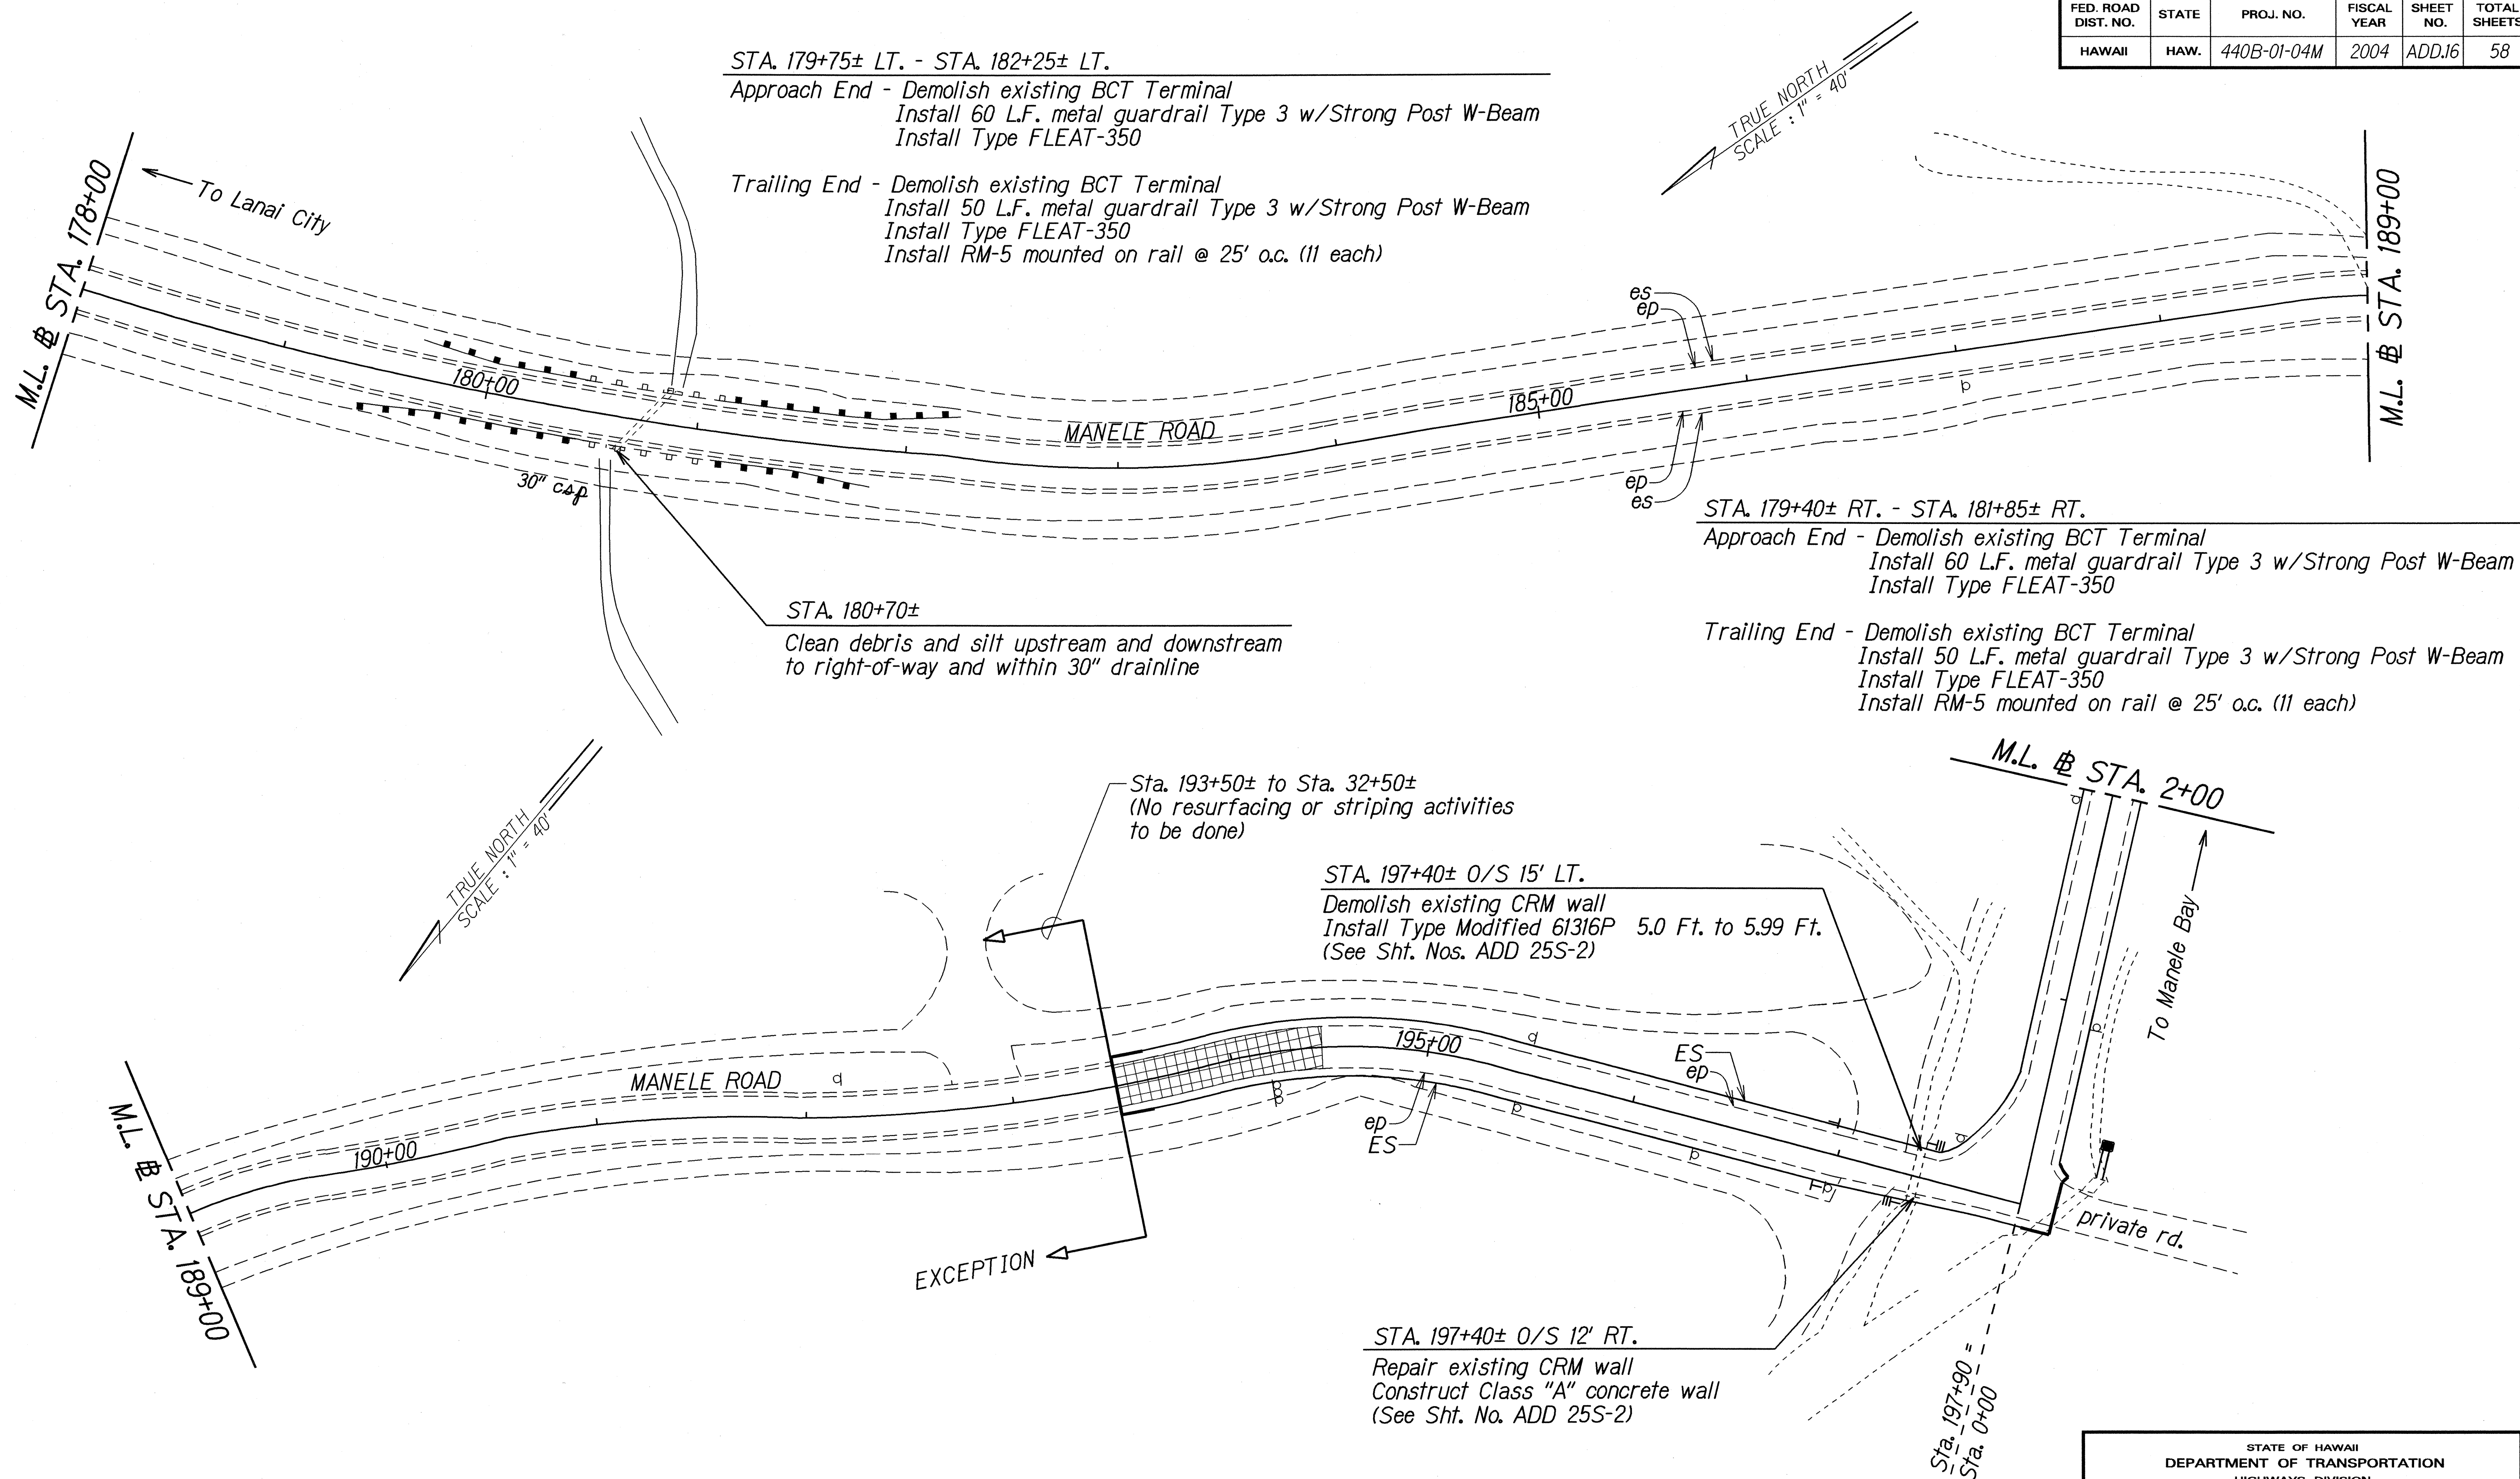 FED. ROAD DIST. NO. STATE PROJ. NO. FISCAL YEAR SHEET NO. TOTAL SHEETS
HAWAII HAW. 440B-01-04M 2004 ADD.16 58
STA. 179+75± LT. - STA. 182+25± LT.
Approach End - Demolish existing BCT Terminal
Install 60 L.F. metal guardrail Type 3 w/Strong Post W-Beam
Install Type FLEAT-350
Trailing End - Demolish existing BCT Terminal
Install 50 L.F. metal guardrail Type 3 w/Strong Post W-Beam
Install Type FLEAT-350
Install RM-5 mounted on rail @ 25' o.c. (11 each)
TRUE NORTH
SCALE : 1" = 40'
M.L. BL STA. 178+00
To Lanai City
180+00
30" csp
MANELE ROAD
185+00
es
ep
ep
es
M.L. BL STA. 189+00
STA. 179+40± RT. - STA. 181+85± RT.
Approach End - Demolish existing BCT Terminal
Install 60 L.F. metal guardrail Type 3 w/Strong Post W-Beam
Install Type FLEAT-350
Trailing End - Demolish existing BCT Terminal
Install 50 L.F. metal guardrail Type 3 w/Strong Post W-Beam
Install Type FLEAT-350
Install RM-5 mounted on rail @ 25' o.c. (11 each)
STA. 180+70±
Clean debris and silt upstream and downstream
to right-of-way and within 30" drainline
TRUE NORTH
SCALE : 1" = 40'
Sta. 193+50± to Sta. 32+50±
(No resurfacing or striping activities
to be done)
M.L. BL STA. 2+00
To Manele Bay
STA. 197+40± O/S 15' LT.
Demolish existing CRM wall
Install Type Modified 61316P 5.0 Ft. to 5.99 Ft.
(See Sht. Nos. ADD 25S-2)
M.L. BL STA. 189+00
190+00
MANELE ROAD
195+00
ES
ep
ep
ES
EXCEPTION
private rd.
STA. 197+40± O/S 12' RT.
Repair existing CRM wall
Construct Class "A" concrete wall
(See Sht. No. ADD 25S-2)
Sta. 197+90 =
Sta. 0+00
STATE OF HAWAII
DEPARTMENT OF TRANSPORTATION
HIGHWAYS DIVISION